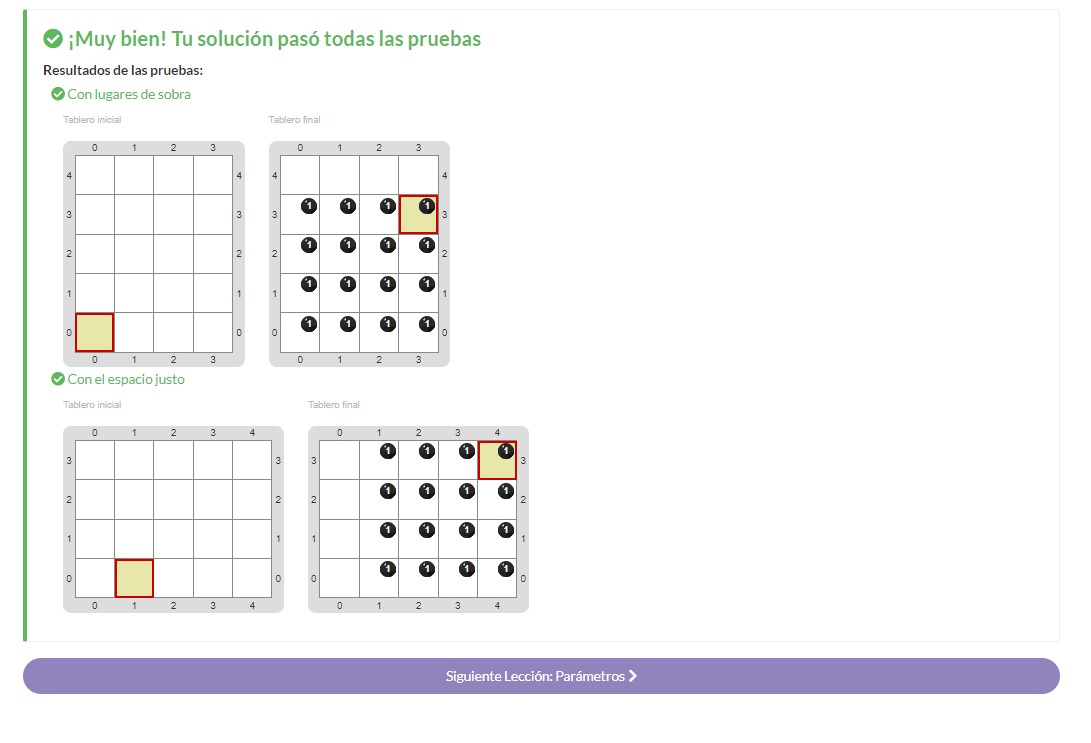 ¡Muy bien! Tu solución pasó todas las pruebas
Resultados de las pruebas:
Con lugares de sobra
Tablero inicial Tablero final
0 1 2 3 0 1 2 3
4 4 4 4
3 3 3 1 1 1 1 3
2 2 2 1 1 1 1 2
1 1 1 1 1 1 1 1
0 0 0 1 1 1 1 0
0 1 2 3 0 1 2 3
Con el espacio justo
Tablero inicial Tablero final
0 1 2 3 4 0 1 2 3 4
3 3 3 1 1 1 1 3
2 2 2 1 1 1 1 2
1 1 1 1 1 1 1 1
0 0 0 1 1 1 1 0
0 1 2 3 4 0 1 2 3 4
Siguiente Lección: Parámetros